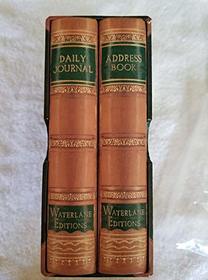 DAILY
JOURNAL
WATERLANE
EDITIONS
ADDRESS
BOOK
WATERLANE
EDITIONS